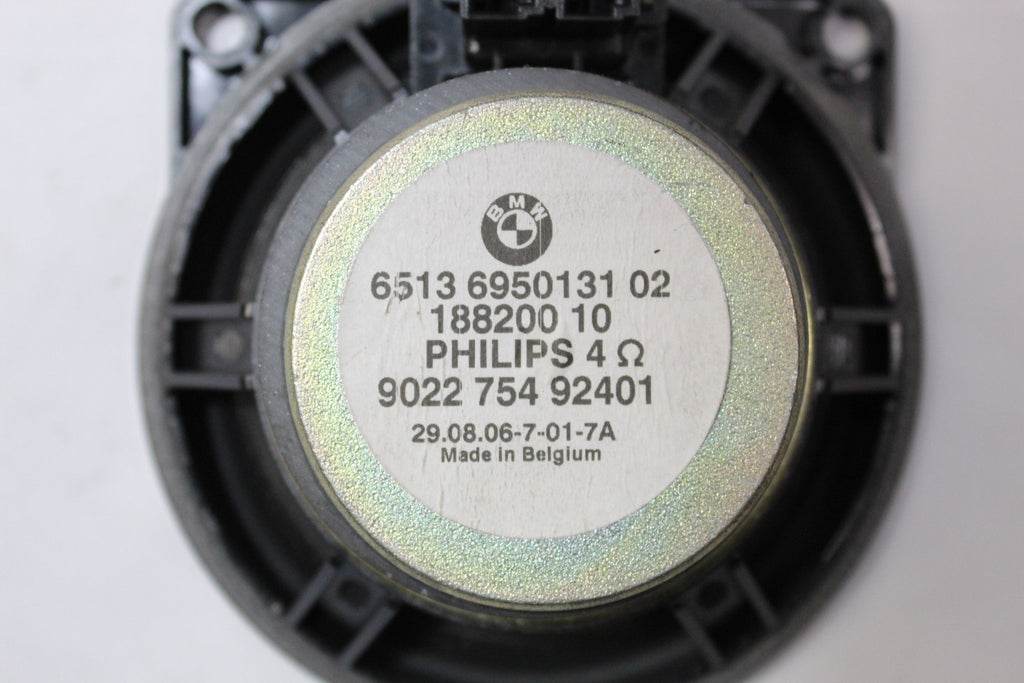 BMW
6513 6950131 02
188200 10
PHILIPS 4 Ω
9022 754 92401
29.08.06-7-01-7A
Made in Belgium